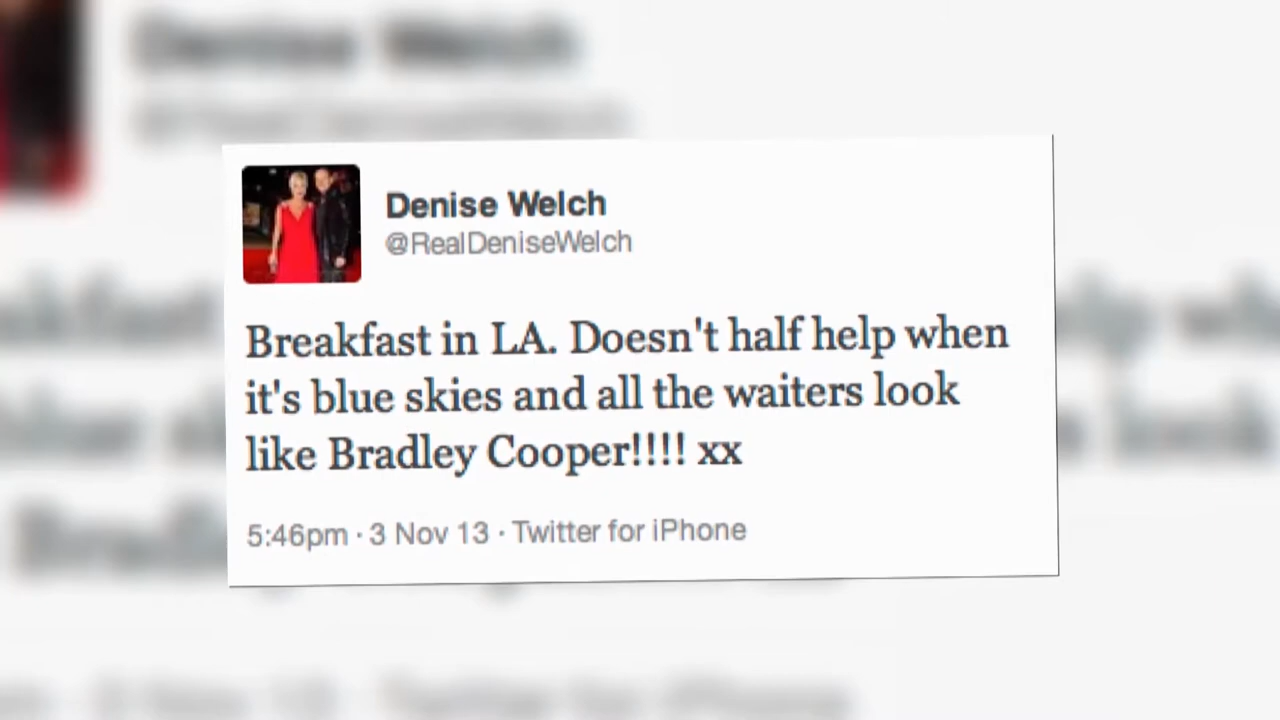 Denise Welch
@RealDeniseWelch
Breakfast in LA. Doesn't half help when
it's blue skies and all the waiters look
like Bradley Cooper!!!! xx
5:46pm · 3 Nov 13 · Twitter for iPhone